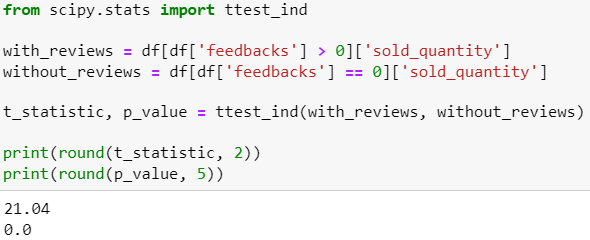 from scipy.stats import ttest_ind
with_reviews = df[df['feedbacks'] > 0]['sold_quantity']
without_reviews = df[df['feedbacks'] == 0]['sold_quantity']
t_statistic, p_value = ttest_ind(with_reviews, without_reviews)
print(round(t_statistic, 2))
print(round(p_value, 5))
21.04
0.0